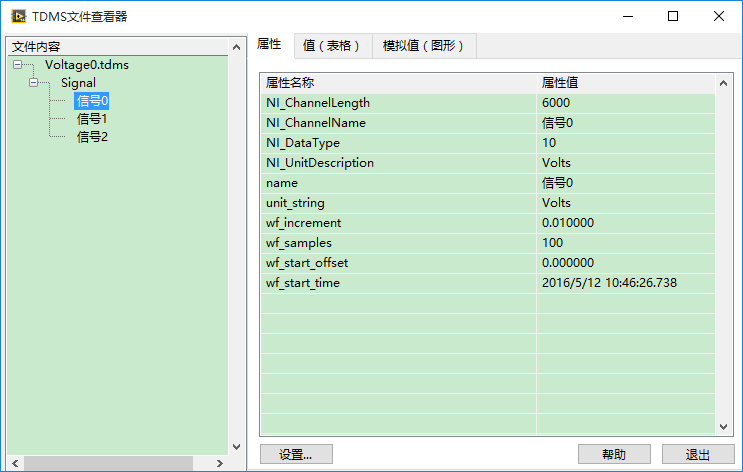 TDMS文件查看器
文件内容
Voltage0.tdms
Signal
信号0
信号1
信号2
属性 值（表格） 模拟值（图形）
属性名称 属性值
NI_ChannelLength 6000
NI_ChannelName 信号0
NI_DataType 10
NI_UnitDescription Volts
name 信号0
unit_string Volts
wf_increment 0.010000
wf_samples 100
wf_start_offset 0.000000
wf_start_time 2016/5/12 10:46:26.738
设置... 帮助 退出